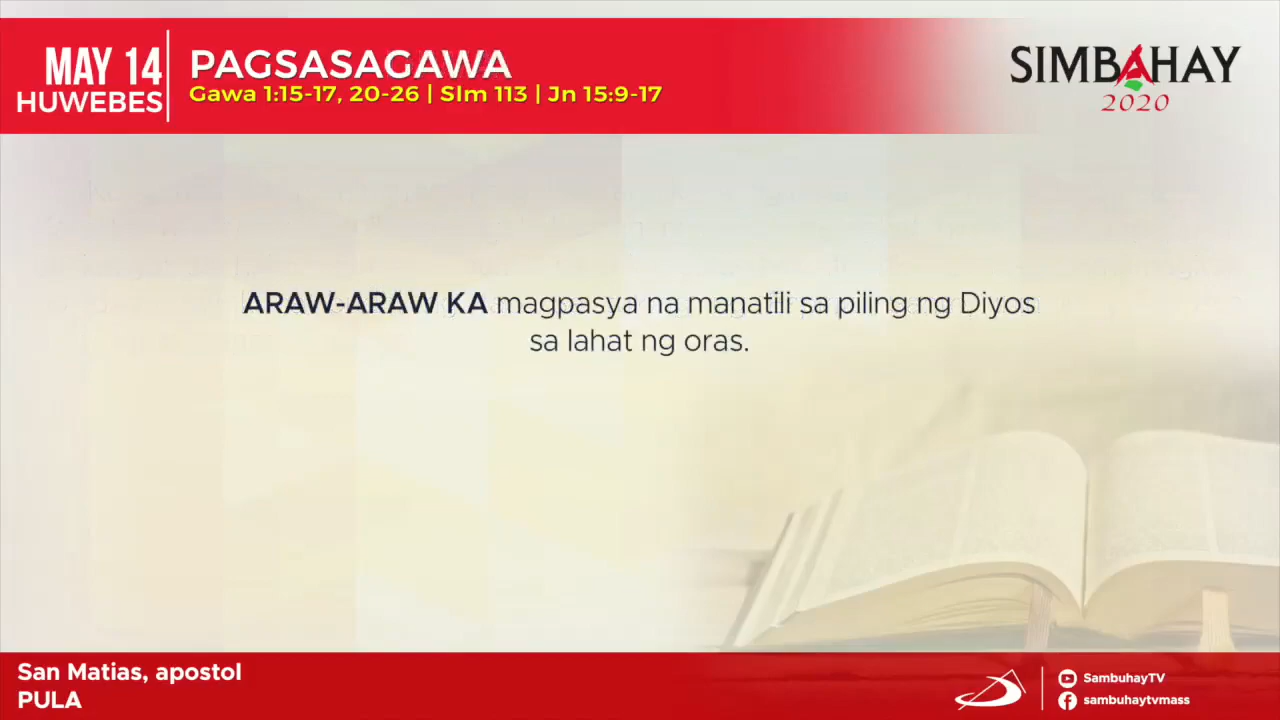 MAY 14
HUWEBES
PAGSASAGAWA
Gawa 1:15-17, 20-26 | Slm 113 | Jn 15:9-17
SIMBAHAY
2020
ARAW-ARAW KA magpasya na manatili sa piling ng Diyos
sa lahat ng oras.
San Matias, apostol
PULA
SambuhayTV
sambuhaytvmass